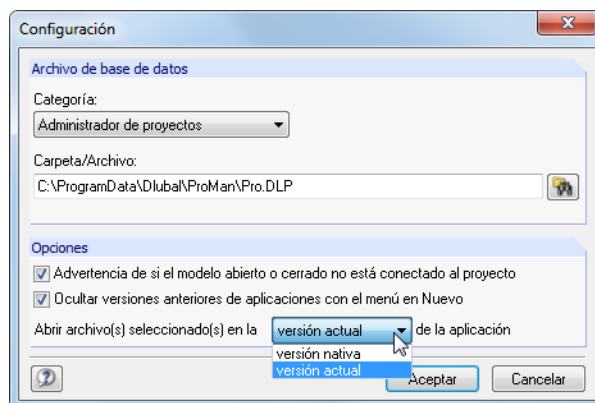 Configuración
Archivo de base de datos
Categoría:
Administrador de proyectos
Carpeta/Archivo:
C:\ProgramData\Dlubal\ProMan\Pro.DLP
Opciones
Advertencia de si el modelo abierto o cerrado no está conectado al proyecto
Ocultar versiones anteriores de aplicaciones con el menú en Nuevo
Abrir archivo(s) seleccionado(s) en la versión actual de la aplicación
versión nativa
versión actual
Aceptar Cancelar